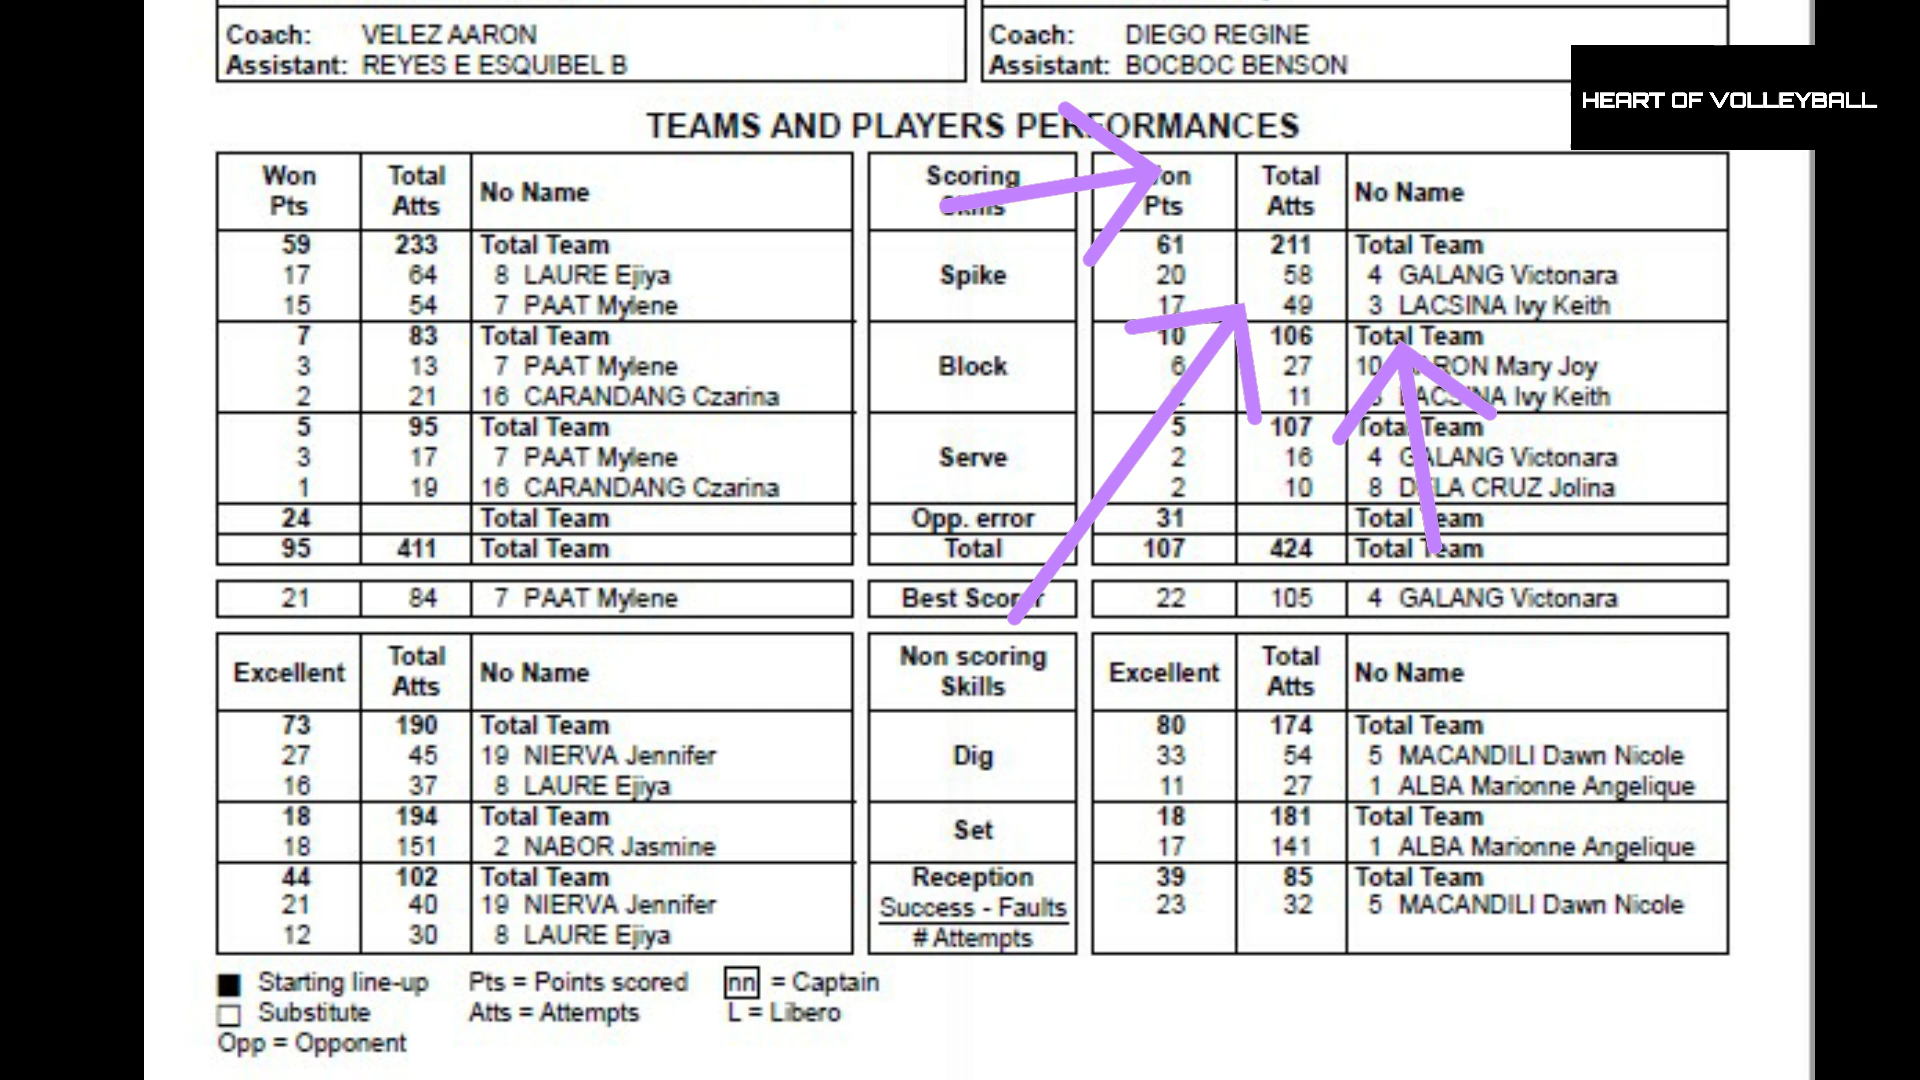 Coach: VELEZ AARON
Assistant: REYES E ESQUIBEL B
Coach: DIEGO REGINE
Assistant: BOCBOC BENSON
HEART OF VOLLEYBALL
TEAMS AND PLAYERS PERFORMANCES
Won Pts Total Atts No Name Scoring Skills Won Pts Total Atts No Name
59 233 Total Team Spike 61 211 Total Team
17 64 8 LAURE Ejiya 20 58 4 GALANG Victonara
15 54 7 PAAT Mylene 17 49 3 LACSINA Ivy Keith
7 83 Total Team Block 10 106 Total Team
3 13 7 PAAT Mylene 6 27 10 Mary Joy
2 21 16 CARANDANG Czarina 11 LACSINA Ivy Keith
5 95 Total Team Serve 5 107 Total Team
3 17 7 PAAT Mylene 2 16 4 GALANG Victonara
1 19 16 CARANDANG Czarina 2 10 8 DELA CRUZ Jolina
24 Total Team Opp. error 31 Total Team
95 411 Total Team Total 107 424 Total Team
21 84 7 PAAT Mylene Best Scorer 22 105 4 GALANG Victonara
Excellent Total Atts No Name Non scoring Skills Excellent Total Atts No Name
73 190 Total Team Dig 80 174 Total Team
27 45 19 NIERVA Jennifer 33 54 5 MACANDILI Dawn Nicole
16 37 8 LAURE Ejiya 11 27 1 ALBA Marionne Angelique
18 194 Total Team Set 18 181 Total Team
18 151 2 NABOR Jasmine 17 141 1 ALBA Marionne Angelique
44 102 Total Team Reception 39 85 Total Team
21 40 19 NIERVA Jennifer Success - Faults 23 32 5 MACANDILI Dawn Nicole
12 30 8 LAURE Ejiya # Attempts
Starting line-up Pts = Points scored nn = Captain
Substitute Atts = Attempts L = Libero
Opp = Opponent